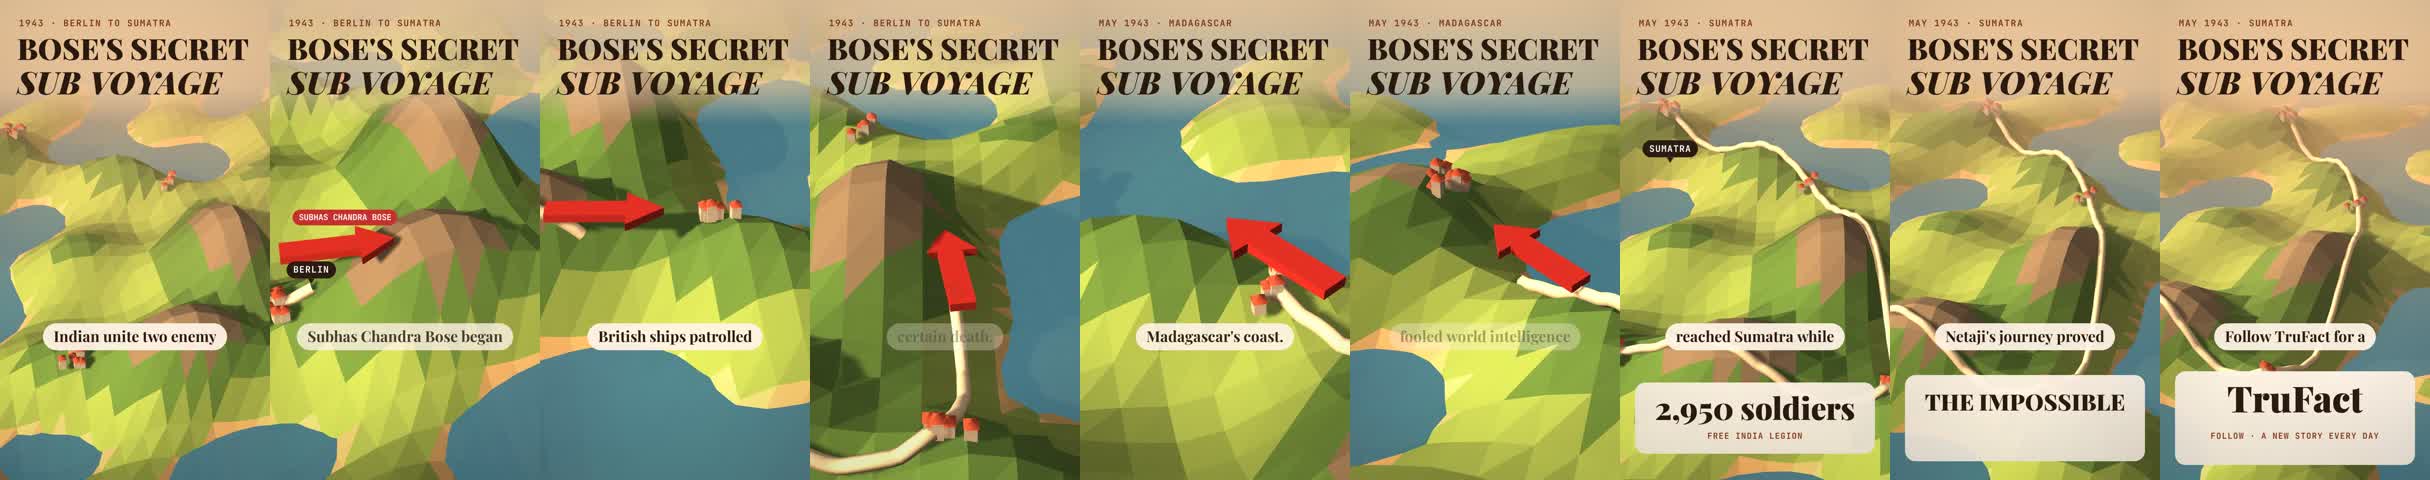 1943 · BERLIN TO SUMATRA
BOSE'S SECRET
SUB VOYAGE
Indian unite two enemy
1943 · BERLIN TO SUMATRA
BOSE'S SECRET
SUB VOYAGE
SUBHAS CHANDRA BOSE
BERLIN
Subhas Chandra Bose began
1943 · BERLIN TO SUMATRA
BOSE'S SECRET
SUB VOYAGE
British ships patrolled
1943 · BERLIN TO SUMATRA
BOSE'S SECRET
SUB VOYAGE
certain death.
MAY 1943 · MADAGASCAR
BOSE'S SECRET
SUB VOYAGE
Madagascar's coast.
MAY 1943 · MADAGASCAR
BOSE'S SECRET
SUB VOYAGE
fooled world intelligence
MAY 1943 · SUMATRA
BOSE'S SECRET
SUB VOYAGE
SUMATRA
reached Sumatra while
2,950 soldiers
FREE INDIA LEGION
MAY 1943 · SUMATRA
BOSE'S SECRET
SUB VOYAGE
Netaji's journey proved
THE IMPOSSIBLE
MAY 1943 · SUMATRA
BOSE'S SECRET
SUB VOYAGE
Follow TruFact for a
TruFact
FOLLOW · A NEW STORY EVERY DAY